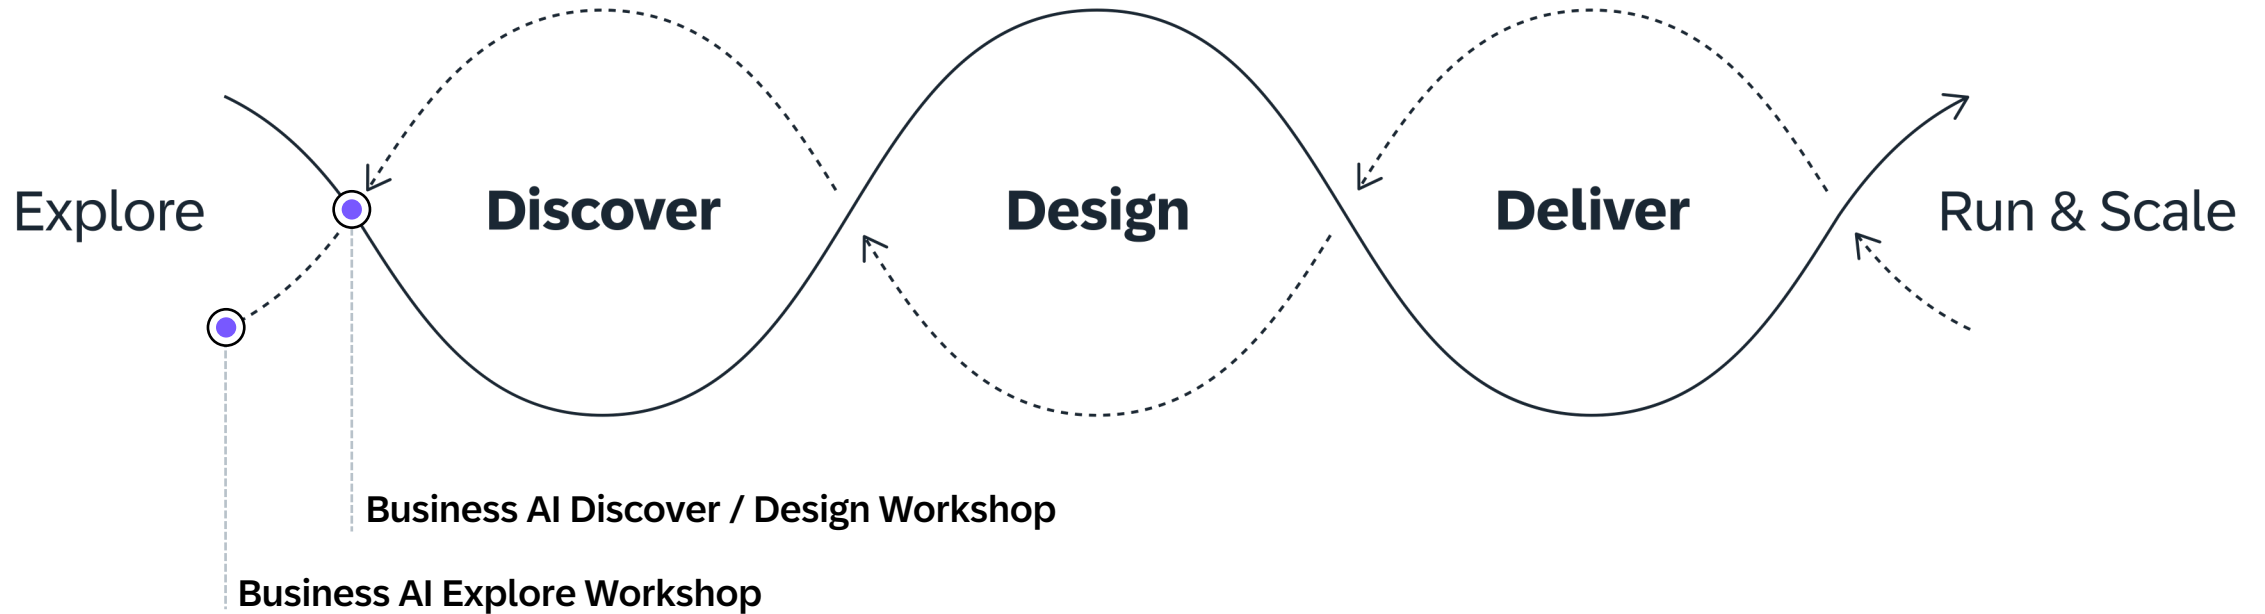 Explore
Discover
Design
Deliver
Run & Scale
Business AI Discover / Design Workshop
Business AI Explore Workshop